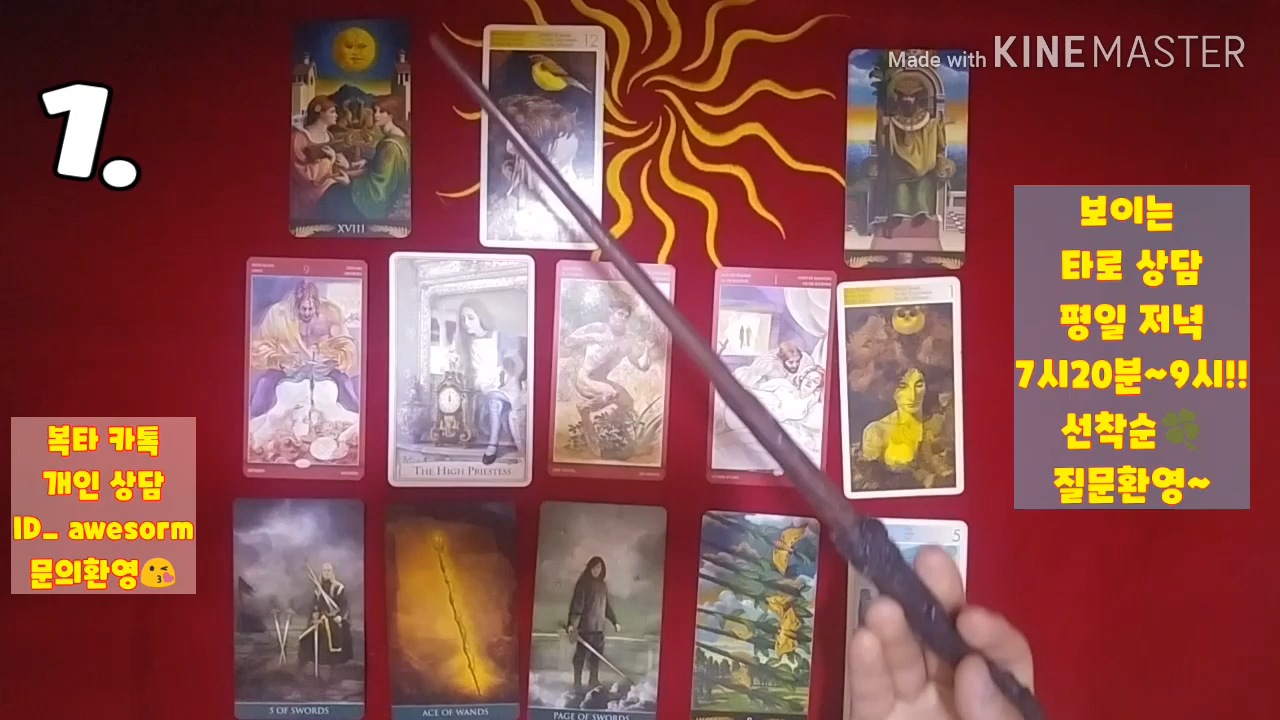 Made with KINEMASTER
1.
XVIII
12
보이는
타로 상담
평일 저녁
7시20분~9시!!
선착순🍀
질문환영~
복타 카톡
개인 상담
ID_ awesorm
문의환영😘
9
THE HIGH PRIESTESS
1
1
5
5 OF SWORDS
ACE OF WANDS
PAGE OF SWORDS